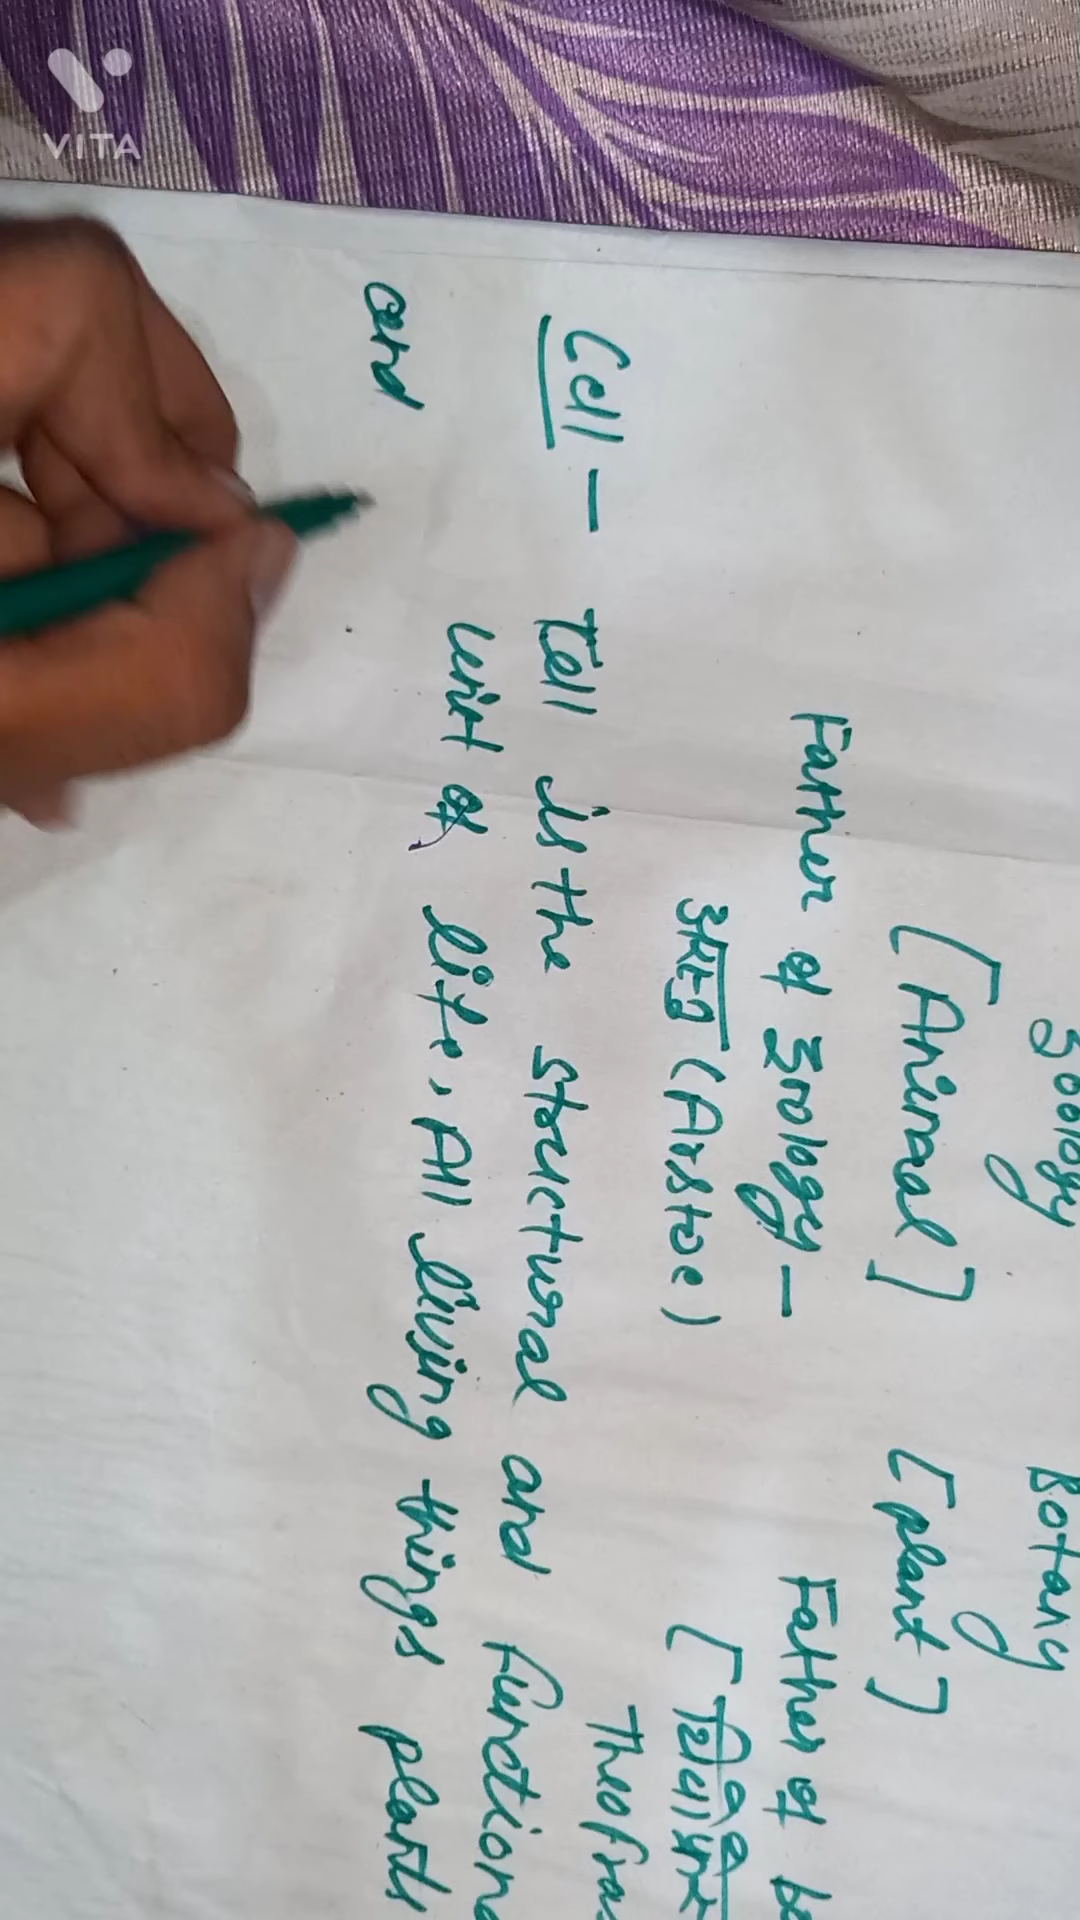 VITA
Zoology Botany
[Animal] [plant]
Father of Zoology - Father of
अरस्तु (Arstoe)
Cell - Cell is the structural and function
unit of life, All living things plants
and